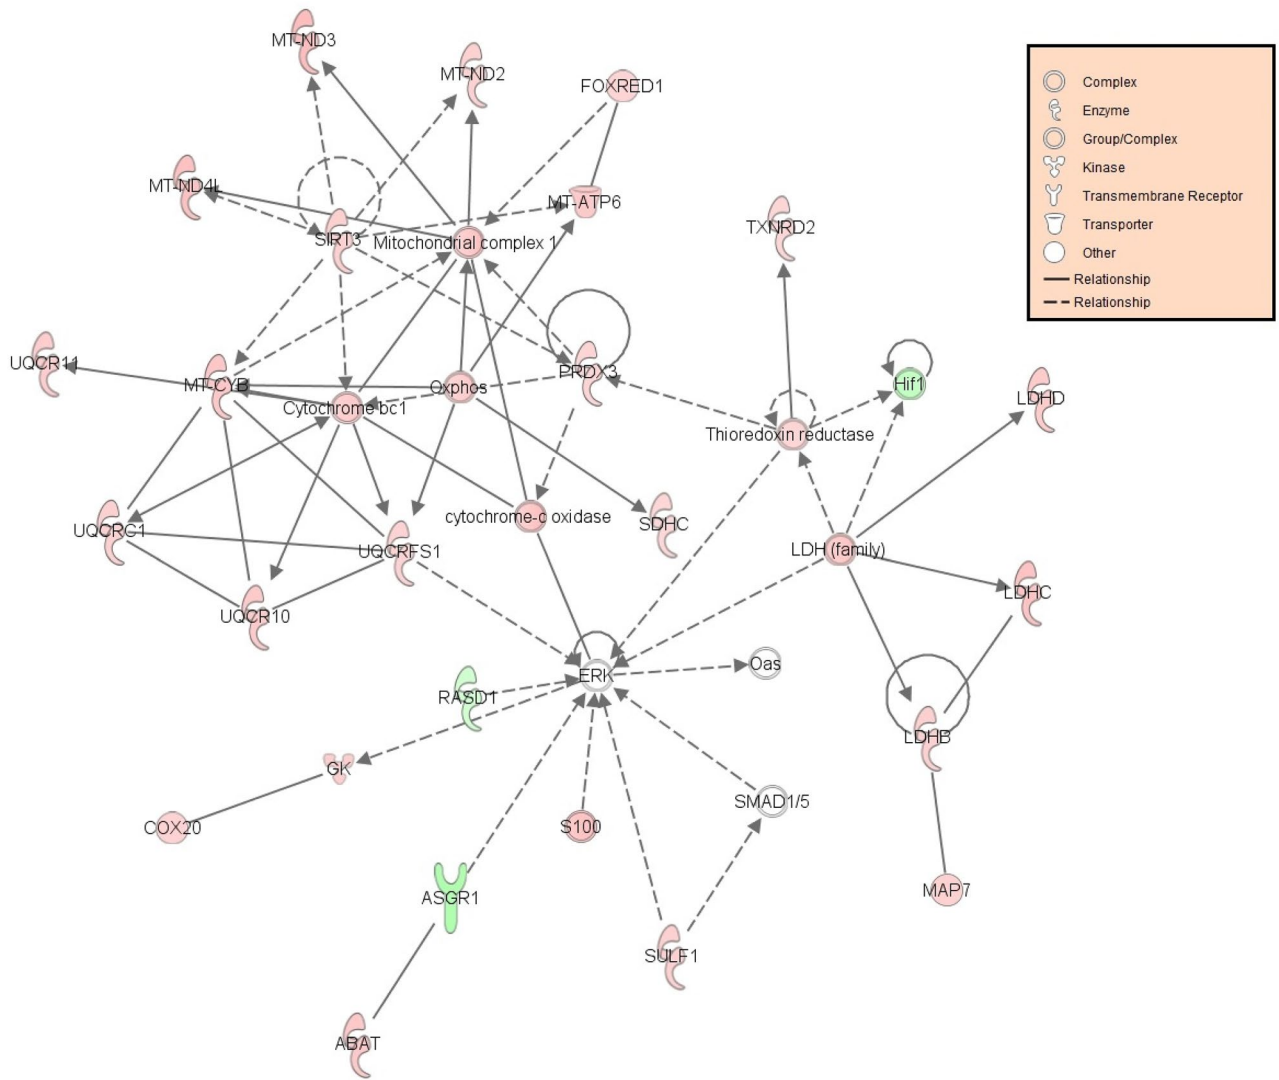 MT-ND3
MT-ND2
FOXRED1
MT-ND4L
MT-ATP6
SIRT3
Mitochondrial complex 1
TXNRD2
UQCR11
MT-CYB
Cytochrome bc1
Oxphos
PRDX3
Hif1
LDHD
Thioredoxin reductase
UQCRC1
UQCRFS1
cytochrome-c oxidase
SDHC
LDH (family)
LDHC
UQCR10
ERK
Oas
RASD1
LDHB
GK
COX20
S100
SMAD1/5
ASGR1
MAP7
SULF1
ABAT
Complex
Enzyme
Group/Complex
Kinase
Transmembrane Receptor
Transporter
Other
Relationship
Relationship